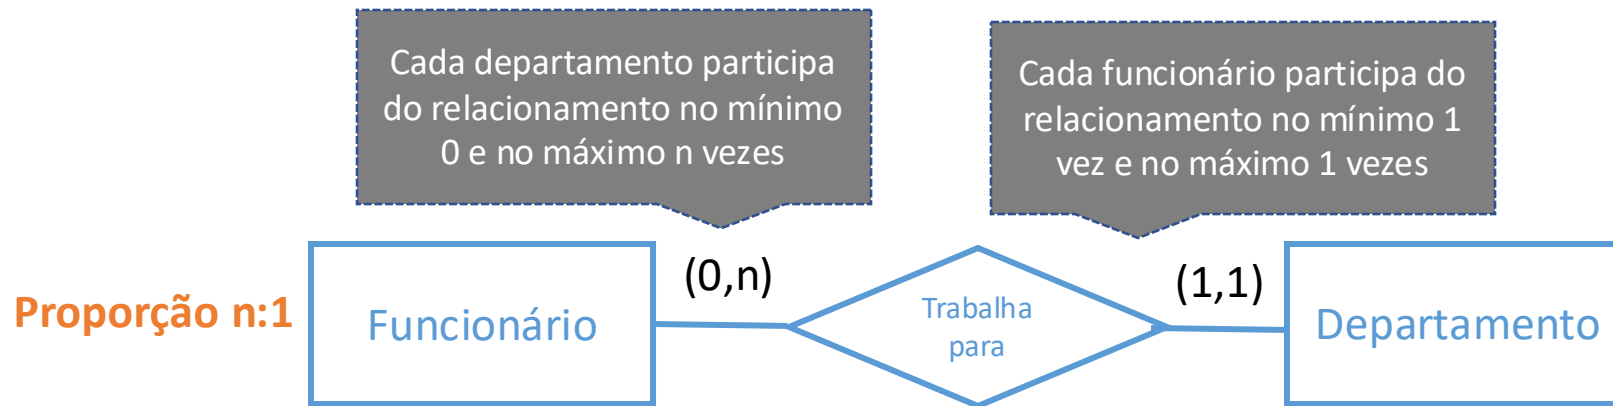 Cada departamento participa
do relacionamento no mínimo
0 e no máximo n vezes
Cada funcionário participa do
relacionamento no mínimo 1
vez e no máximo 1 vezes
Proporção n:1
Funcionário
(0,n)
Trabalha
para
(1,1)
Departamento